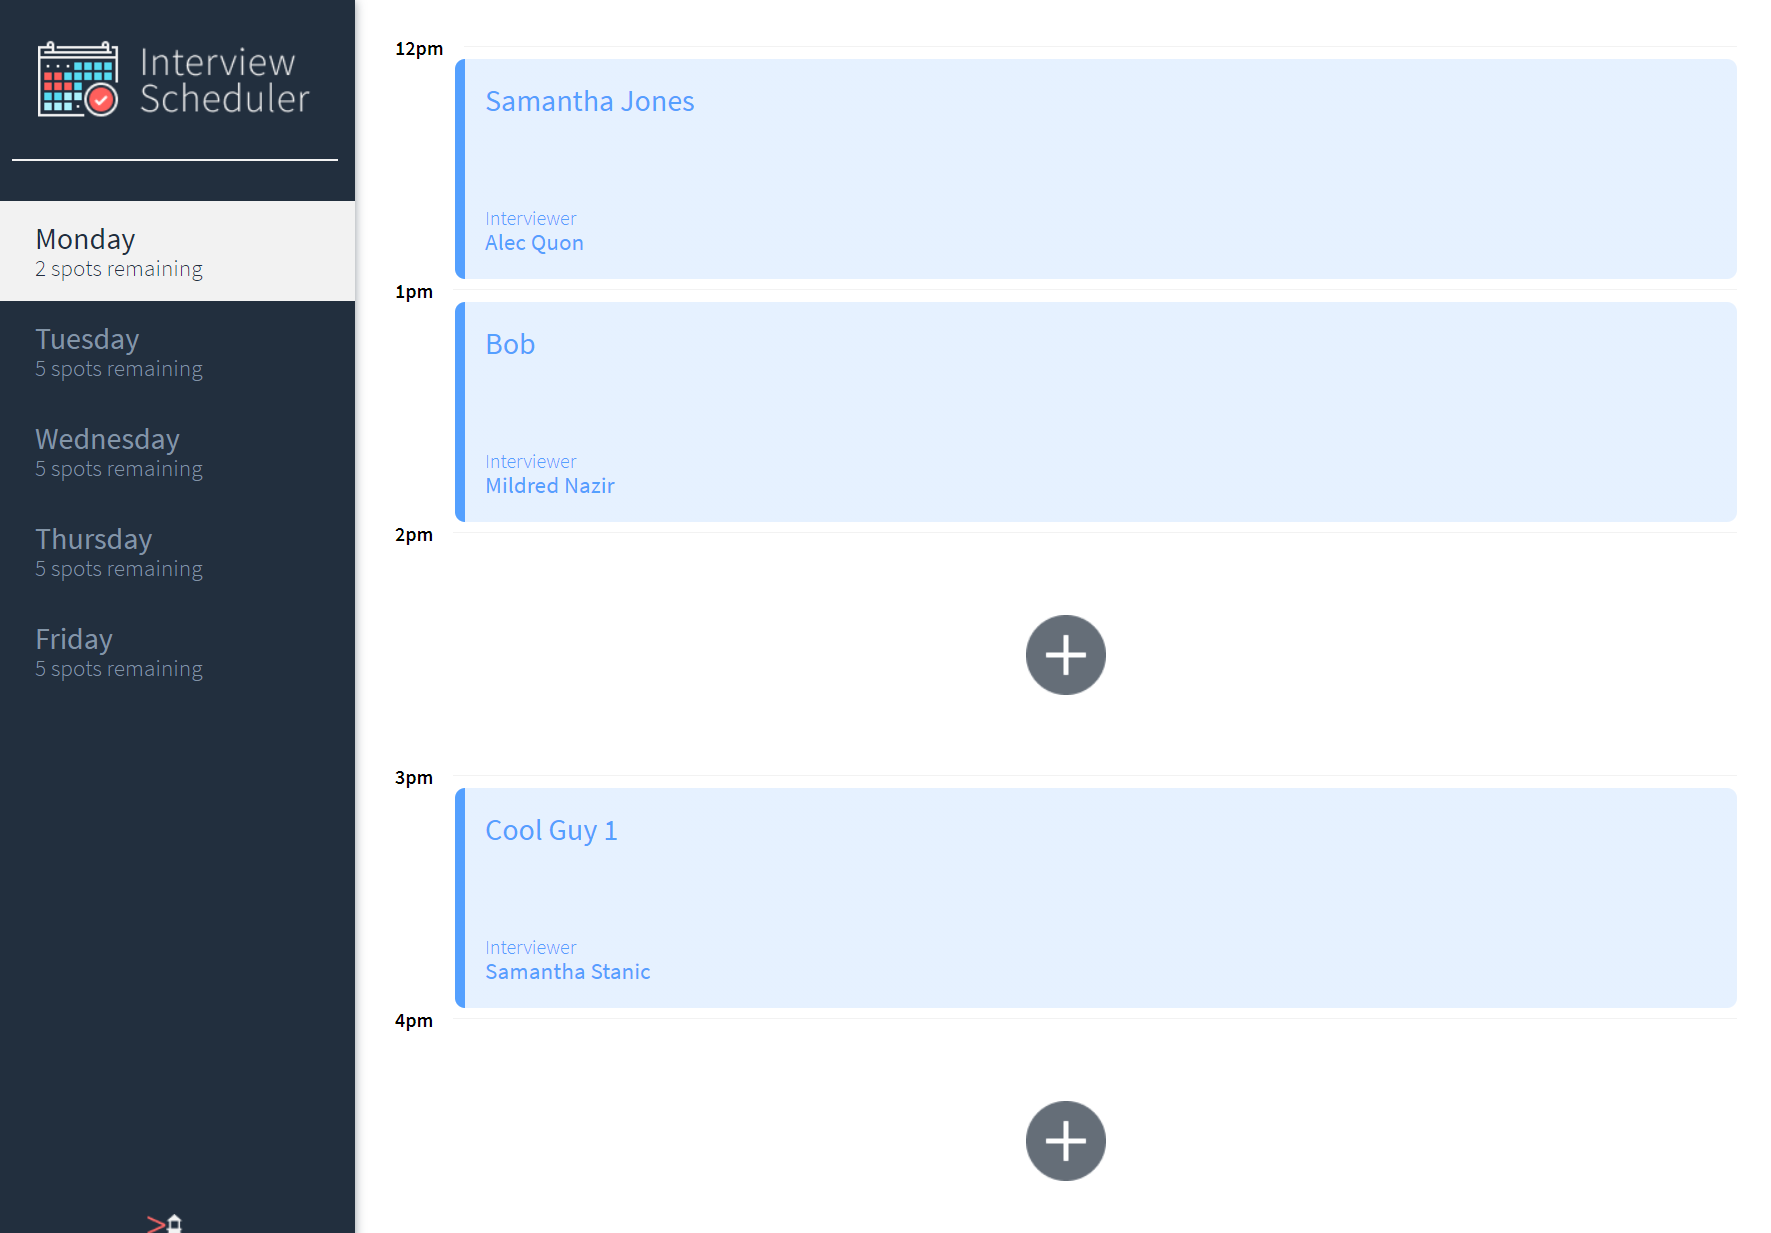 Interview
Scheduler
Monday
2 spots remaining
Tuesday
5 spots remaining
Wednesday
5 spots remaining
Thursday
5 spots remaining
Friday
5 spots remaining
12pm
Samantha Jones
Interviewer
Alec Quon
1pm
Bob
Interviewer
Mildred Nazir
2pm
3pm
Cool Guy 1
Interviewer
Samantha Stanic
4pm